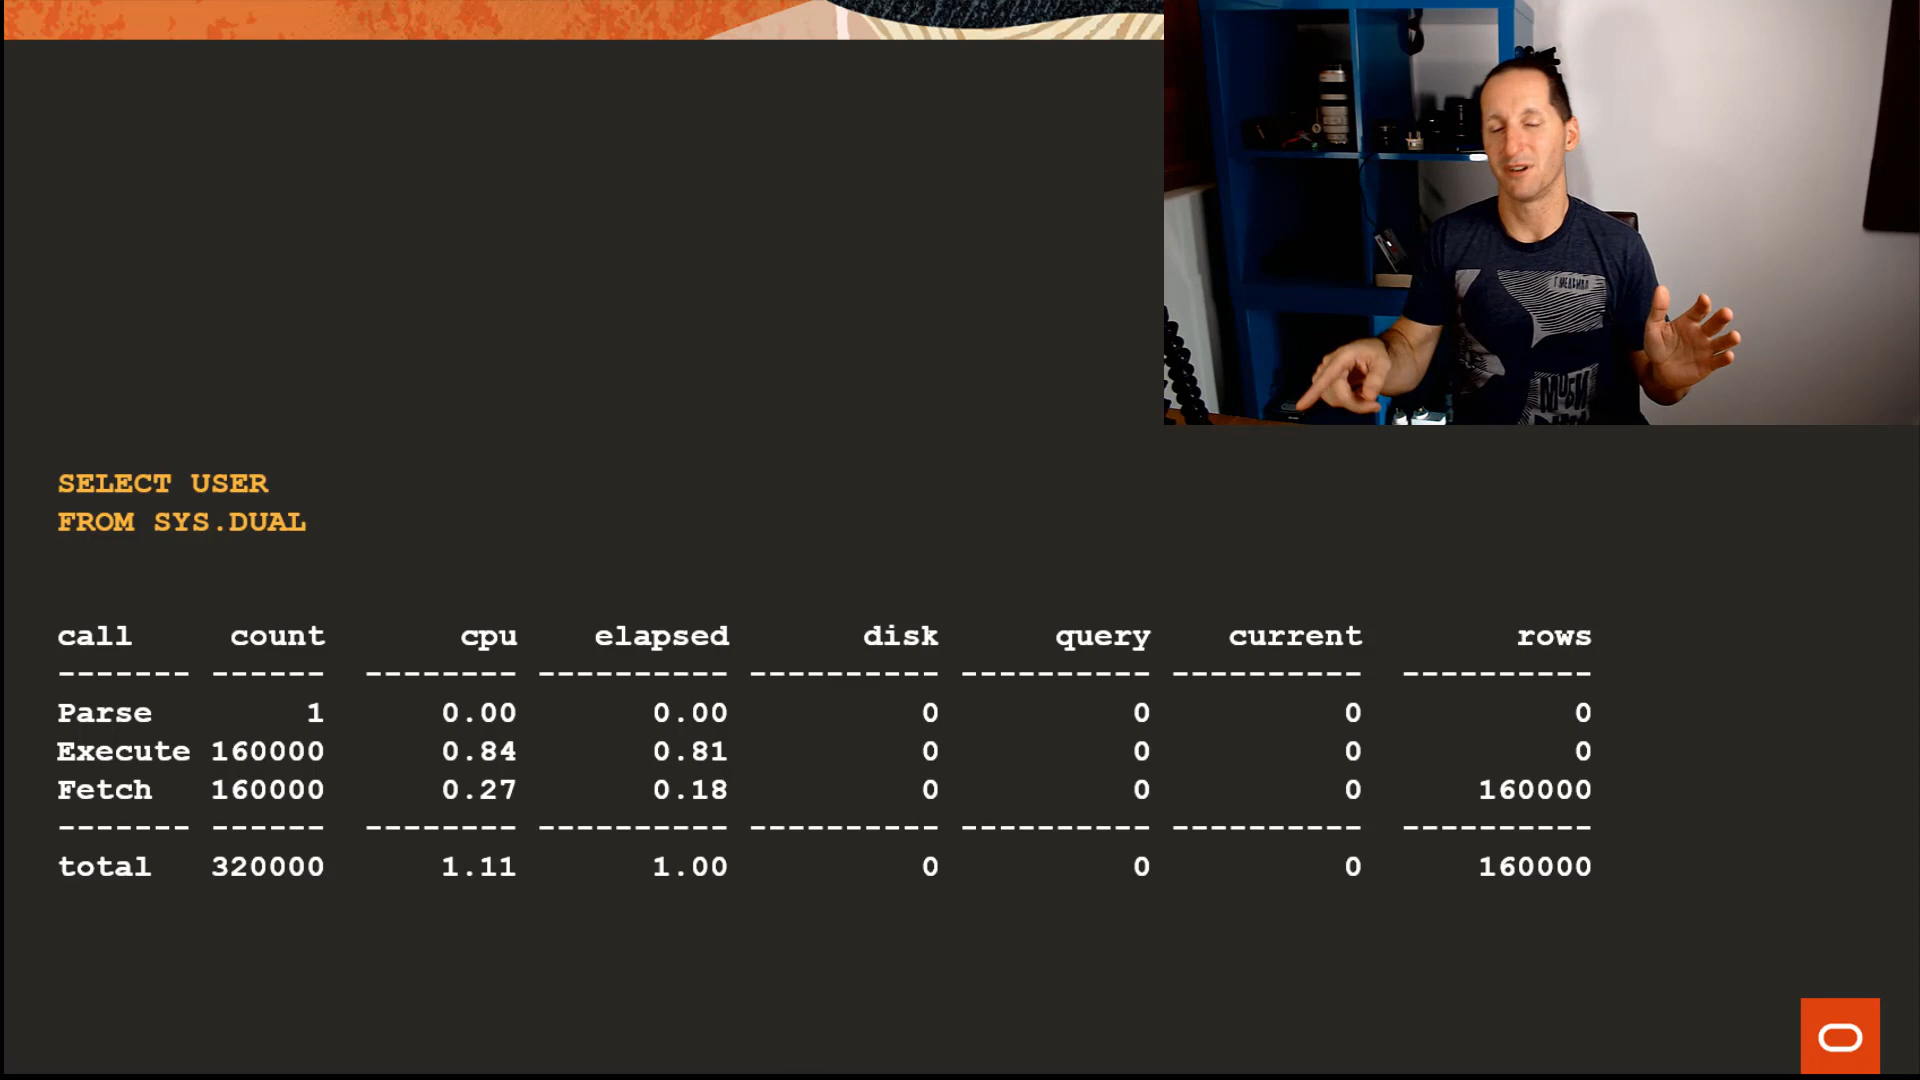 Г.МЕЛВИЛЛ
МОБИ
SELECT USER
FROM SYS.DUAL
call count cpu elapsed disk query current rows
------- ------ -------- ---------- ---------- ---------- ---------- ----------
Parse 1 0.00 0.00 0 0 0 0
Execute 160000 0.84 0.81 0 0 0 0
Fetch 160000 0.27 0.18 0 0 0 160000
------- ------ -------- ---------- ---------- ---------- ---------- ----------
total 320000 1.11 1.00 0 0 0 160000